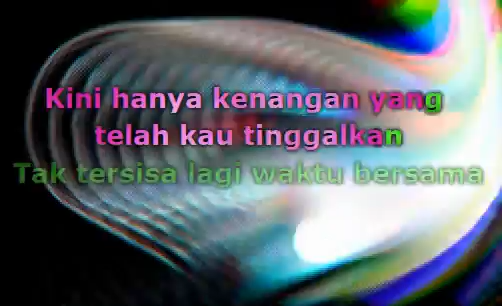 Kini hanya kenangan yang
telah kau tinggalkan
Tak tersisa lagi waktu bersama